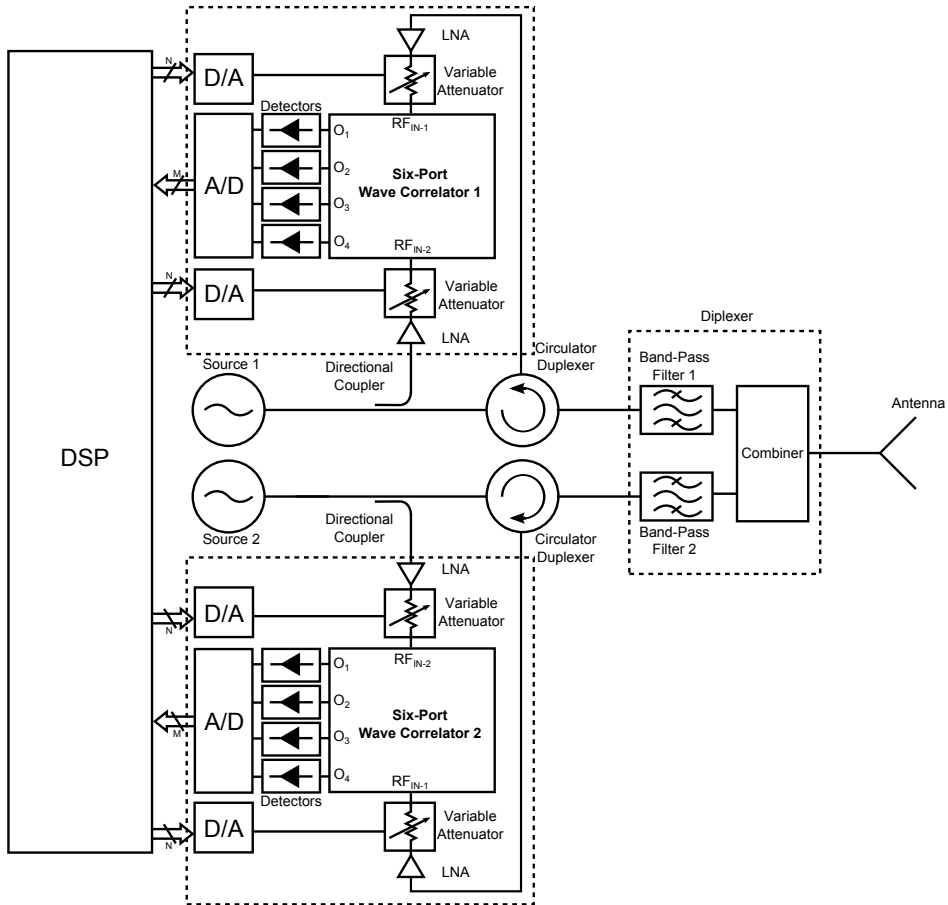 LNA
N
D/A
Variable
Attenuator
Detectors
RFIN-1
O1
Six-Port
Wave Correlator 1
O2
M
A/D
O3
O4
RFIN-2
N
D/A
Variable
Attenuator
LNA
Diplexer
Source 1
Directional
Coupler
Circulator
Duplexer
Band-Pass
Filter 1
Antenna
DSP
Combiner
Source 2
Directional
Coupler
Circulator
Duplexer
Band-Pass
Filter 2
LNA
D/A
N
Variable
Attenuator
RFIN-2
O1
Six-Port
Wave Correlator 2
O2
A/D
M
O3
O4
RFIN-1
Detectors
D/A
N
Variable
Attenuator
LNA